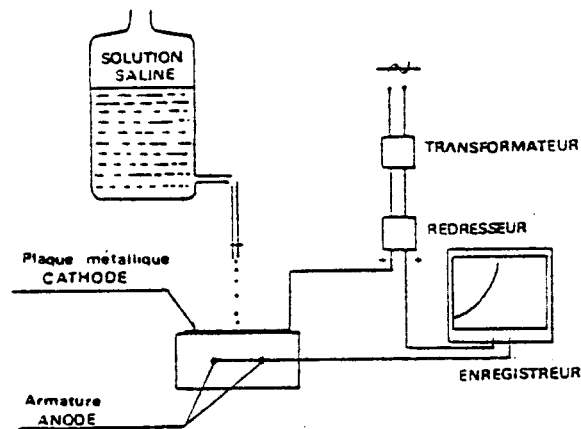 SOLUTION
SALINE
TRANSFORMATEUR
REDRESSEUR
- +
Plaque métallique
CATHODE
ENREGISTREUR
Armature
ANODE